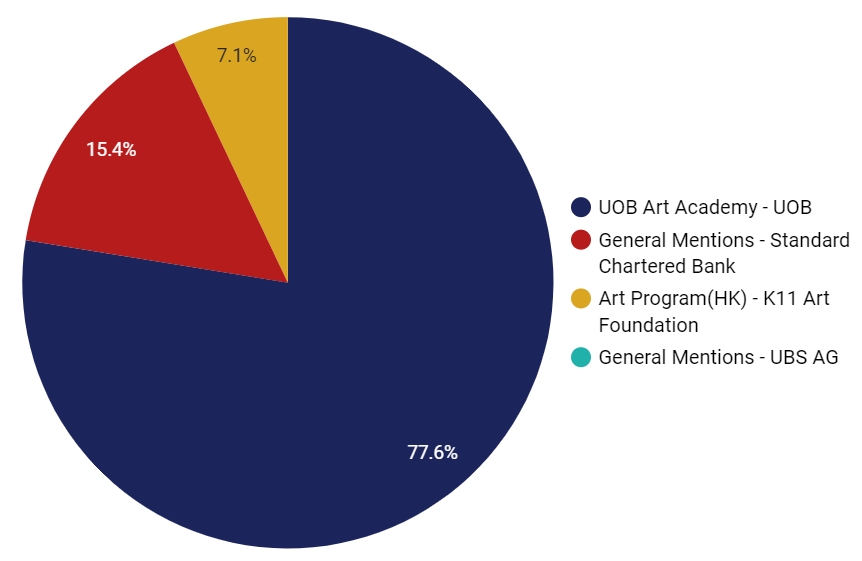 7.1%
15.4%
77.6%
UOB Art Academy - UOB
General Mentions - Standard
Chartered Bank
Art Program(HK) - K11 Art
Foundation
General Mentions - UBS AG